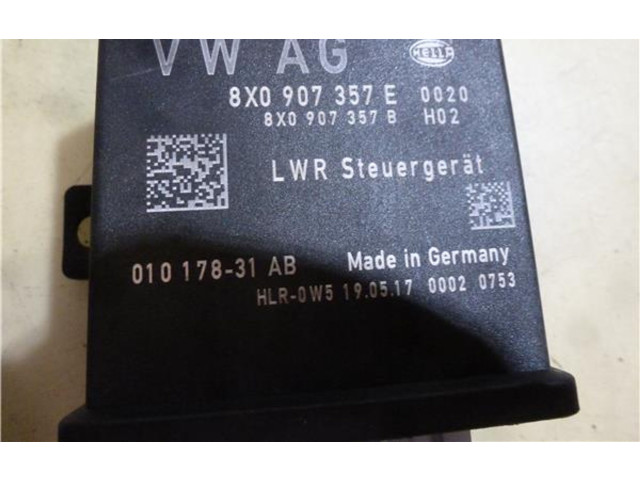 VW AG HELLA
8X0 907 357 E 0020
8X0 907 357 B H02
LWR Steuergerät
010 178-31 AB Made in Germany
HLR-0W5 19.05.17 0002 0753